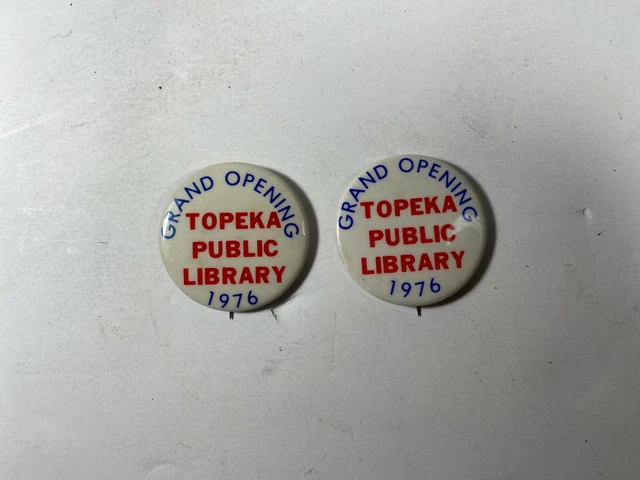 GRAND OPENING
TOPEKA
PUBLIC
LIBRARY
1976
GRAND OPENING
TOPEKA
PUBLIC
LIBRARY
1976